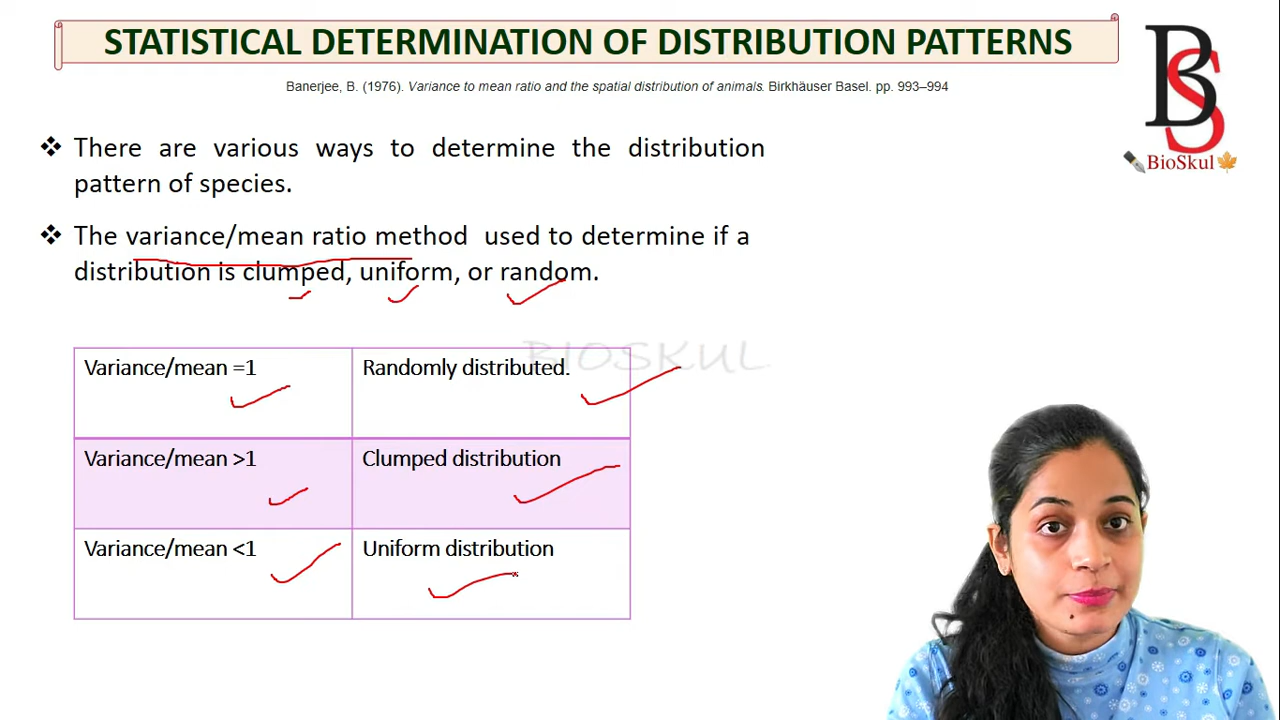 STATISTICAL DETERMINATION OF DISTRIBUTION PATTERNS
Banerjee, B. (1976). Variance to mean ratio and the spatial distribution of animals. Birkhäuser Basel. pp. 993–994
BS
BioSkul
❖ There are various ways to determine the distribution
pattern of species.
❖ The variance/mean ratio method used to determine if a
distribution is clumped, uniform, or random.
BIOSKUL
Variance/mean =1 Randomly distributed.
Variance/mean >1 Clumped distribution
Variance/mean <1 Uniform distribution